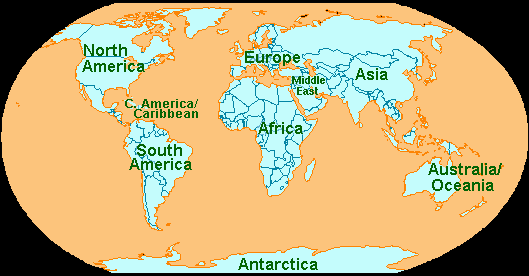 North
America
Europe
Asia
Middle
East
C. America/
Caribbean
Africa
South
America
Australia/
Oceania
Antarctica